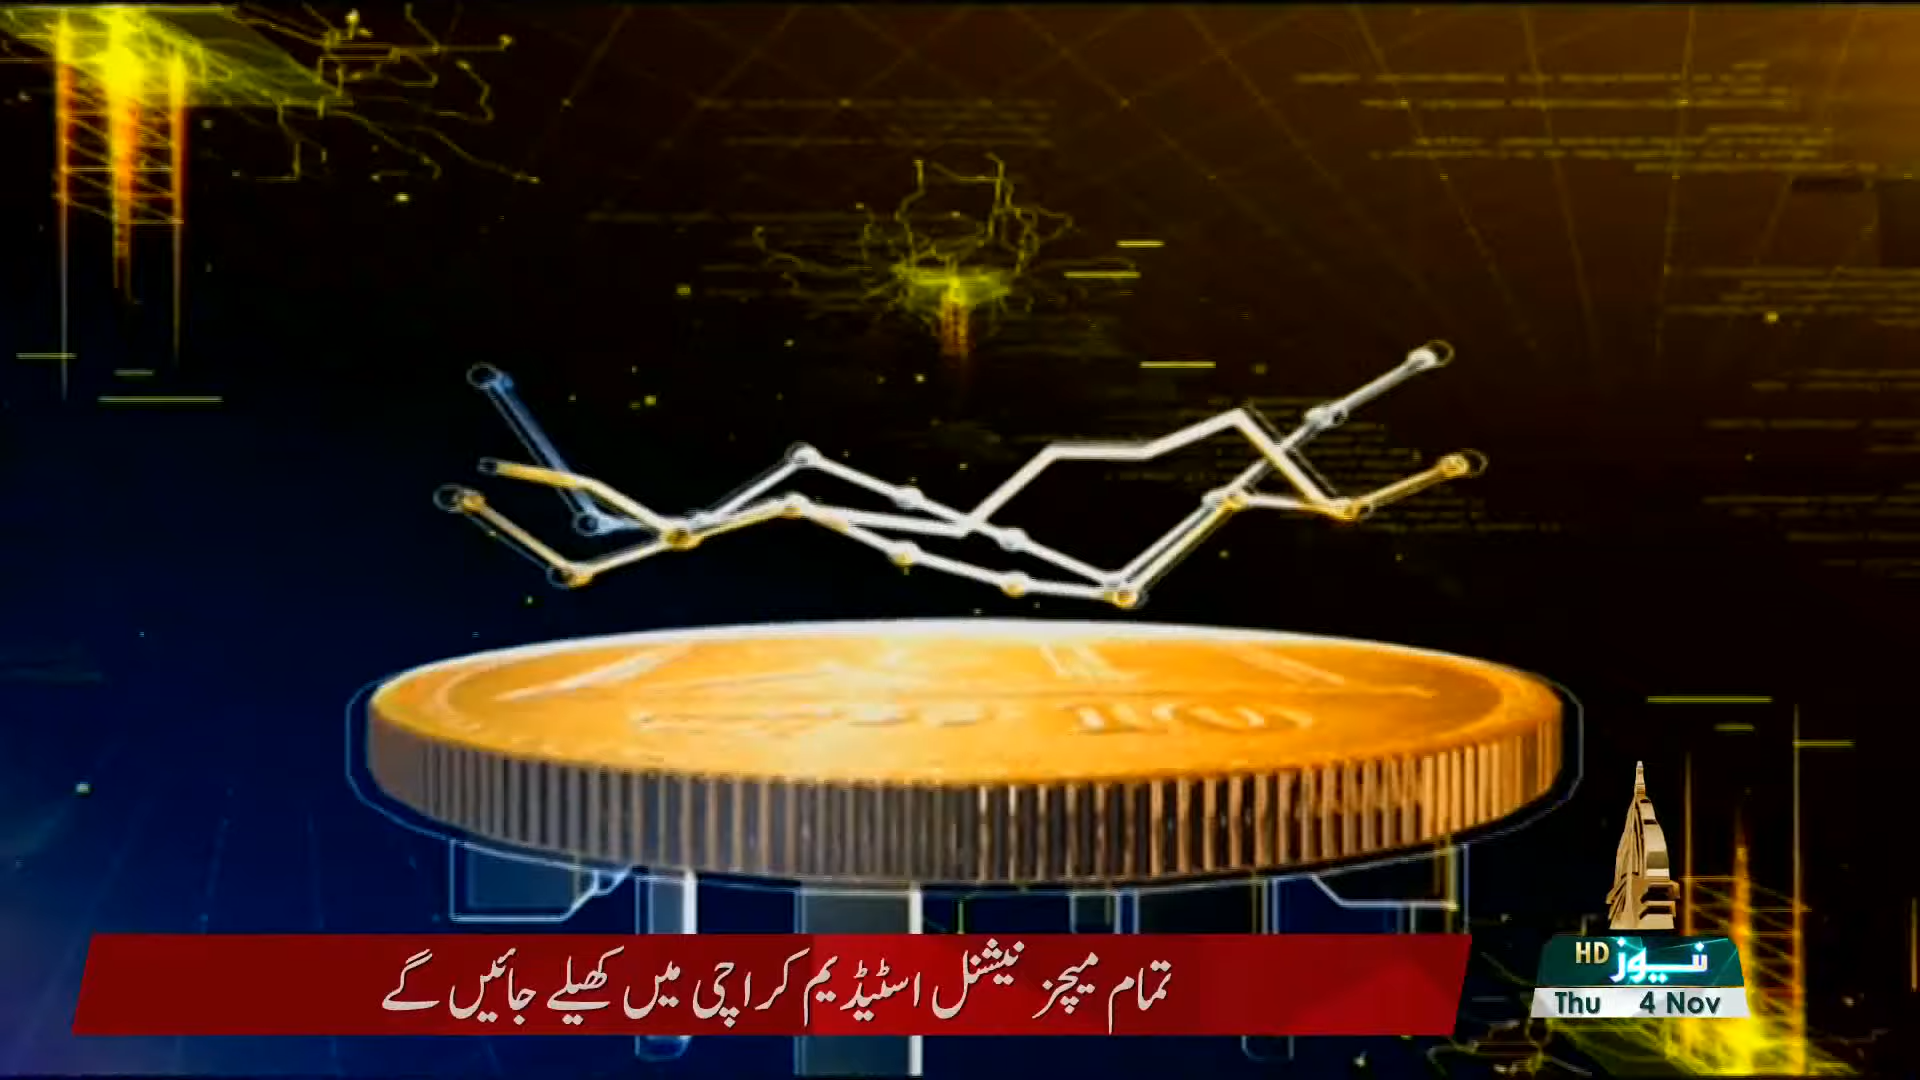 تمام میچز نیشنل اسٹیڈیم کراچی میں کھیلے جائیں گے
HD نیوز
Thu 4 Nov